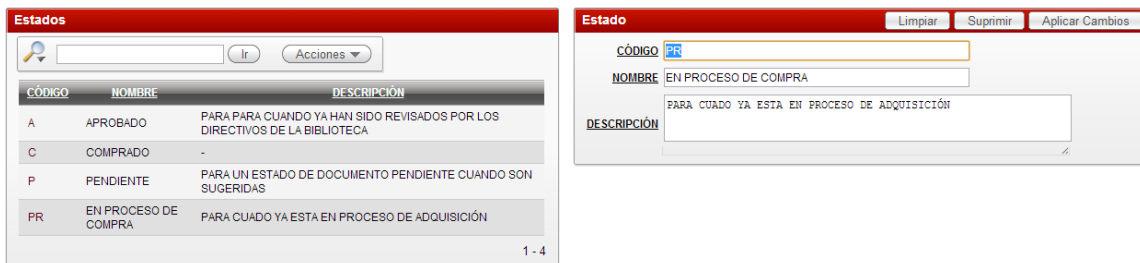 Estados
Ir Acciones
CÓDIGO NOMBRE DESCRIPCIÓN
A APROBADO PARA PARA CUANDO YA HAN SIDO REVISADOS POR LOS
DIRECTIVOS DE LA BIBLIOTECA
C COMPRADO -
P PENDIENTE PARA UN ESTADO DE DOCUMENTO PENDIENTE CUANDO SON
SUGERIDAS
PR EN PROCESO DE
COMPRA PARA CUADO YA ESTA EN PROCESO DE ADQUISICIÓN
1 - 4
Estado Limpiar Suprimir Aplicar Cambios
CÓDIGO PR
NOMBRE EN PROCESO DE COMPRA
DESCRIPCIÓN PARA CUADO YA ESTA EN PROCESO DE ADQUISICIÓN